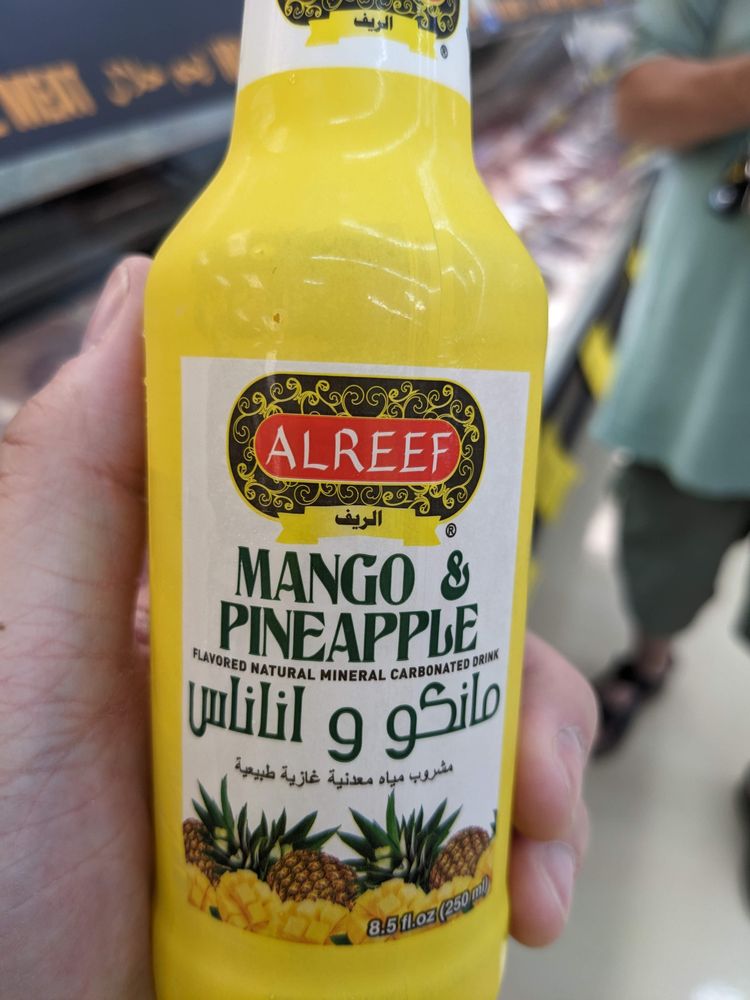 الريف
®
MEAT
ALREEF
الريف
®
MANGO &
PINEAPPLE
FLAVORED NATURAL MINERAL CARBONATED DRINK
مانكو و اناناس
مشروب مياه معدنية غازية طبيعية
8.5 fl.oz (250 ml)